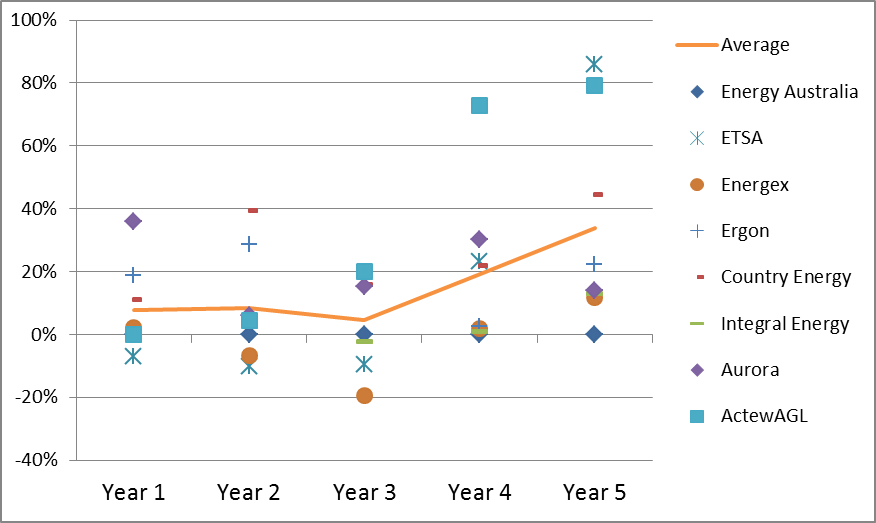 100%
80%
60%
40%
20%
0%
-20%
-40%
Year 1 Year 2 Year 3 Year 4 Year 5
Average
Energy Australia
ETSA
Energex
Ergon
Country Energy
Integral Energy
Aurora
ActewAGL